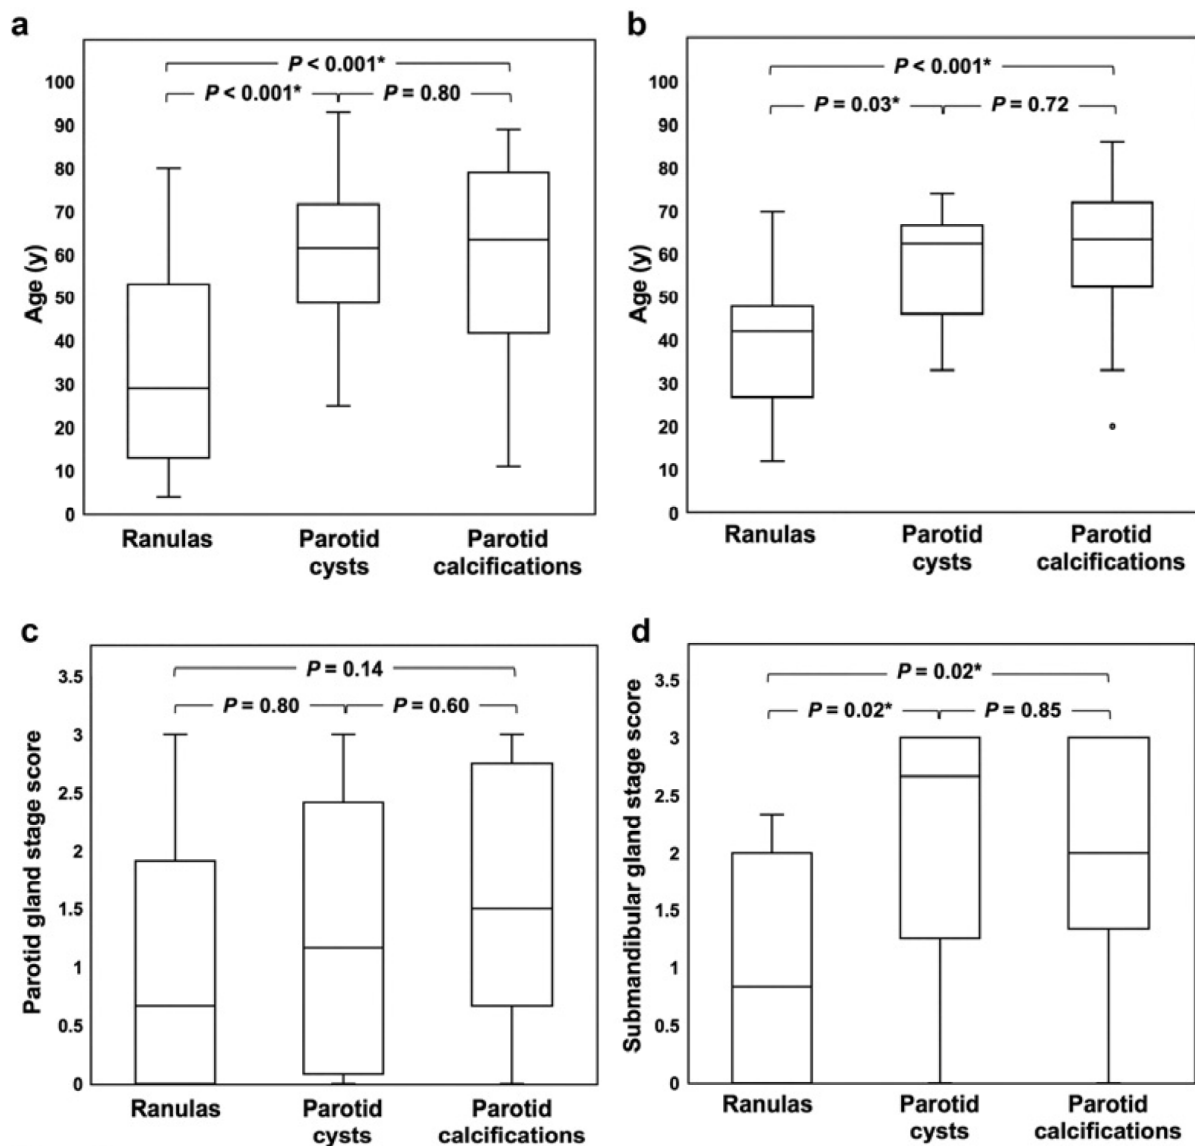 a
P < 0.001*
P < 0.001* P = 0.80
100
90
80
70
60
50
40
30
20
10
0
Age (y)
Ranulas Parotid Parotid
cysts calcifications
b
P < 0.001*
P = 0.03* P = 0.72
100
90
80
70
60
50
40
30
20
10
0
Age (y)
Ranulas Parotid Parotid
cysts calcifications
c
P = 0.14
P = 0.80 P = 0.60
3.5
3
2.5
2
1.5
1
0.5
0
Parotid gland stage score
Ranulas Parotid Parotid
cysts calcifications
d
P = 0.02*
P = 0.02* P = 0.85
3.5
3
2.5
2
1.5
1
0.5
0
Submandibular gland stage score
Ranulas Parotid Parotid
cysts calcifications